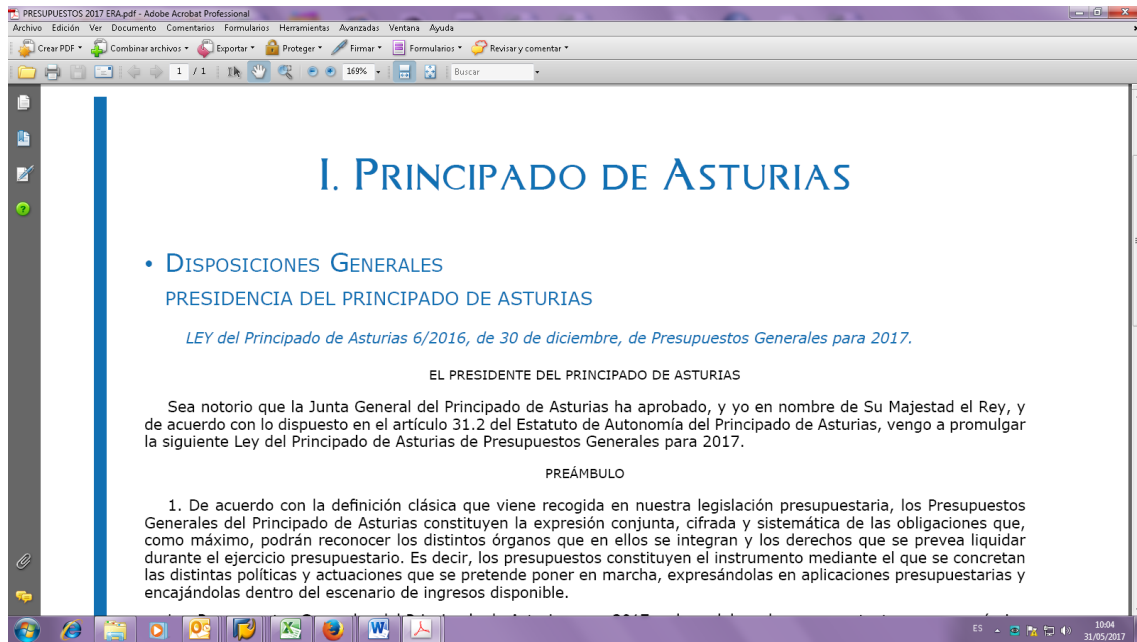 PRESUPUESTOS 2017 ERA.pdf - Adobe Acrobat Professional
Archivo Edición Ver Documento Comentarios Formularios Herramientas Avanzadas Ventana Ayuda
Crear PDF Combinar archivos Exportar Proteger Firmar Formularios Revisar y comentar
1 / 1 169% Buscar
I. PRINCIPADO DE ASTURIAS
• DISPOSICIONES GENERALES
PRESIDENCIA DEL PRINCIPADO DE ASTURIAS
LEY del Principado de Asturias 6/2016, de 30 de diciembre, de Presupuestos Generales para 2017.
EL PRESIDENTE DEL PRINCIPADO DE ASTURIAS
Sea notorio que la Junta General del Principado de Asturias ha aprobado, y yo en nombre de Su Majestad el Rey, y
de acuerdo con lo dispuesto en el artículo 31.2 del Estatuto de Autonomía del Principado de Asturias, vengo a promulgar
la siguiente Ley del Principado de Asturias de Presupuestos Generales para 2017.
PREÁMBULO
1. De acuerdo con la definición clásica que viene recogida en nuestra legislación presupuestaria, los Presupuestos
Generales del Principado de Asturias constituyen la expresión conjunta, cifrada y sistemática de las obligaciones que,
como máximo, podrán reconocer los distintos órganos que en ellos se integran y los derechos que se prevea liquidar
durante el ejercicio presupuestario. Es decir, los presupuestos constituyen el instrumento mediante el que se concretan
las distintas políticas y actuaciones que se pretende poner en marcha, expresándolas en aplicaciones presupuestarias y
encajándolas dentro del escenario de ingresos disponible.
ES 10:04
31/05/2017